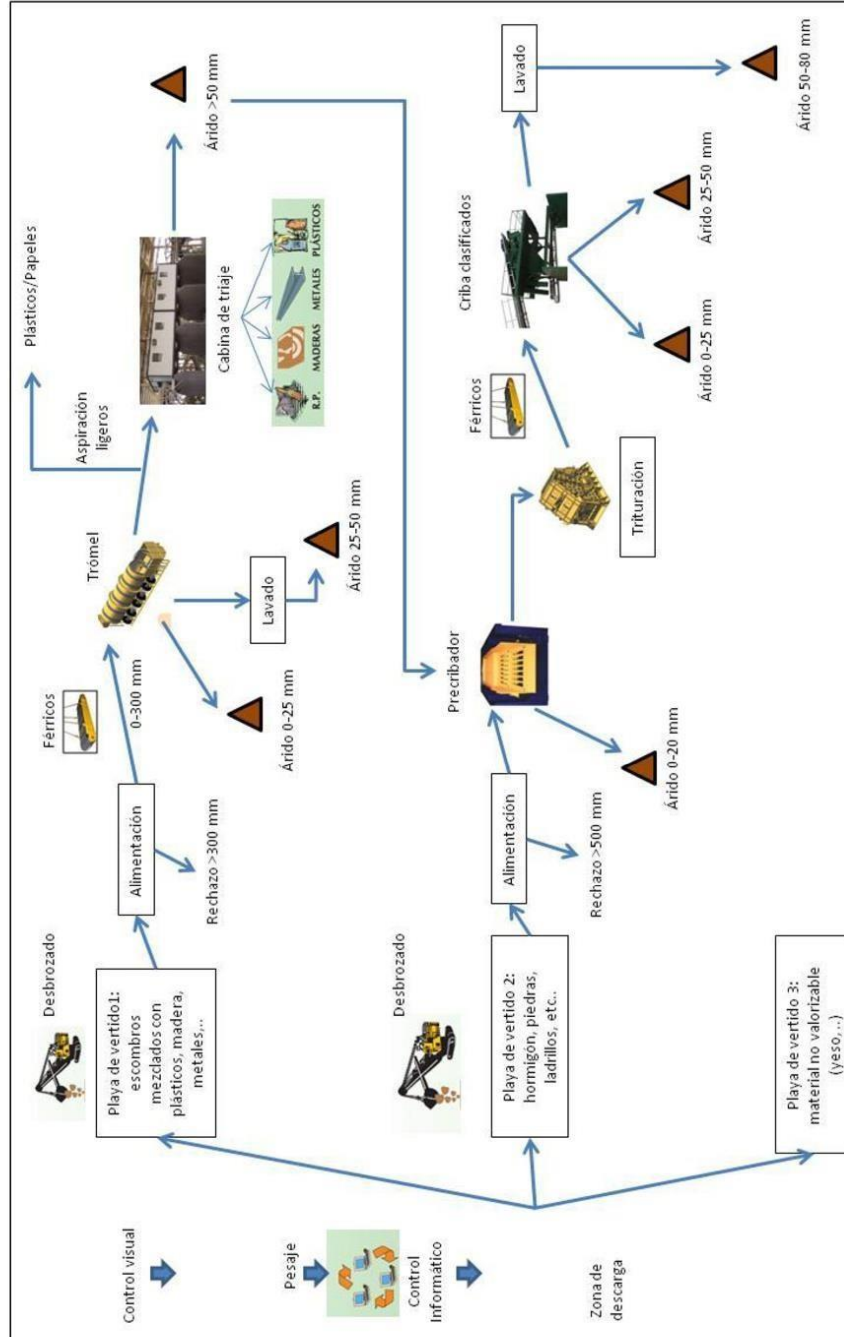 Control visual
Pesaje
Control
Informático
Zona de
descarga
Desbrozado
Playa de vertido1:
escombros
mezclados con
plásticos, madera,
metales,..
Alimentación
Rechazo >300 mm
Férricos
0-300 mm
Trómel
Árido 0-25 mm
Lavado
Árido 25-50 mm
Aspiración
ligeros
Plásticos/Papeles
Cabina de triaje
R.P.
MADERAS
METALES
PLÁSTICOS
Árido >50 mm
Desbrozado
Playa de vertido 2:
hormigón, piedras,
ladrillos, etc..
Alimentación
Rechazo >500 mm
Precribador
Árido 0-20 mm
Trituración
Férricos
Criba clasificados
Árido 0-25 mm
Árido 25-50 mm
Lavado
Árido 50-80 mm
Playa de vertido 3:
material no valorizable
(yeso,..)